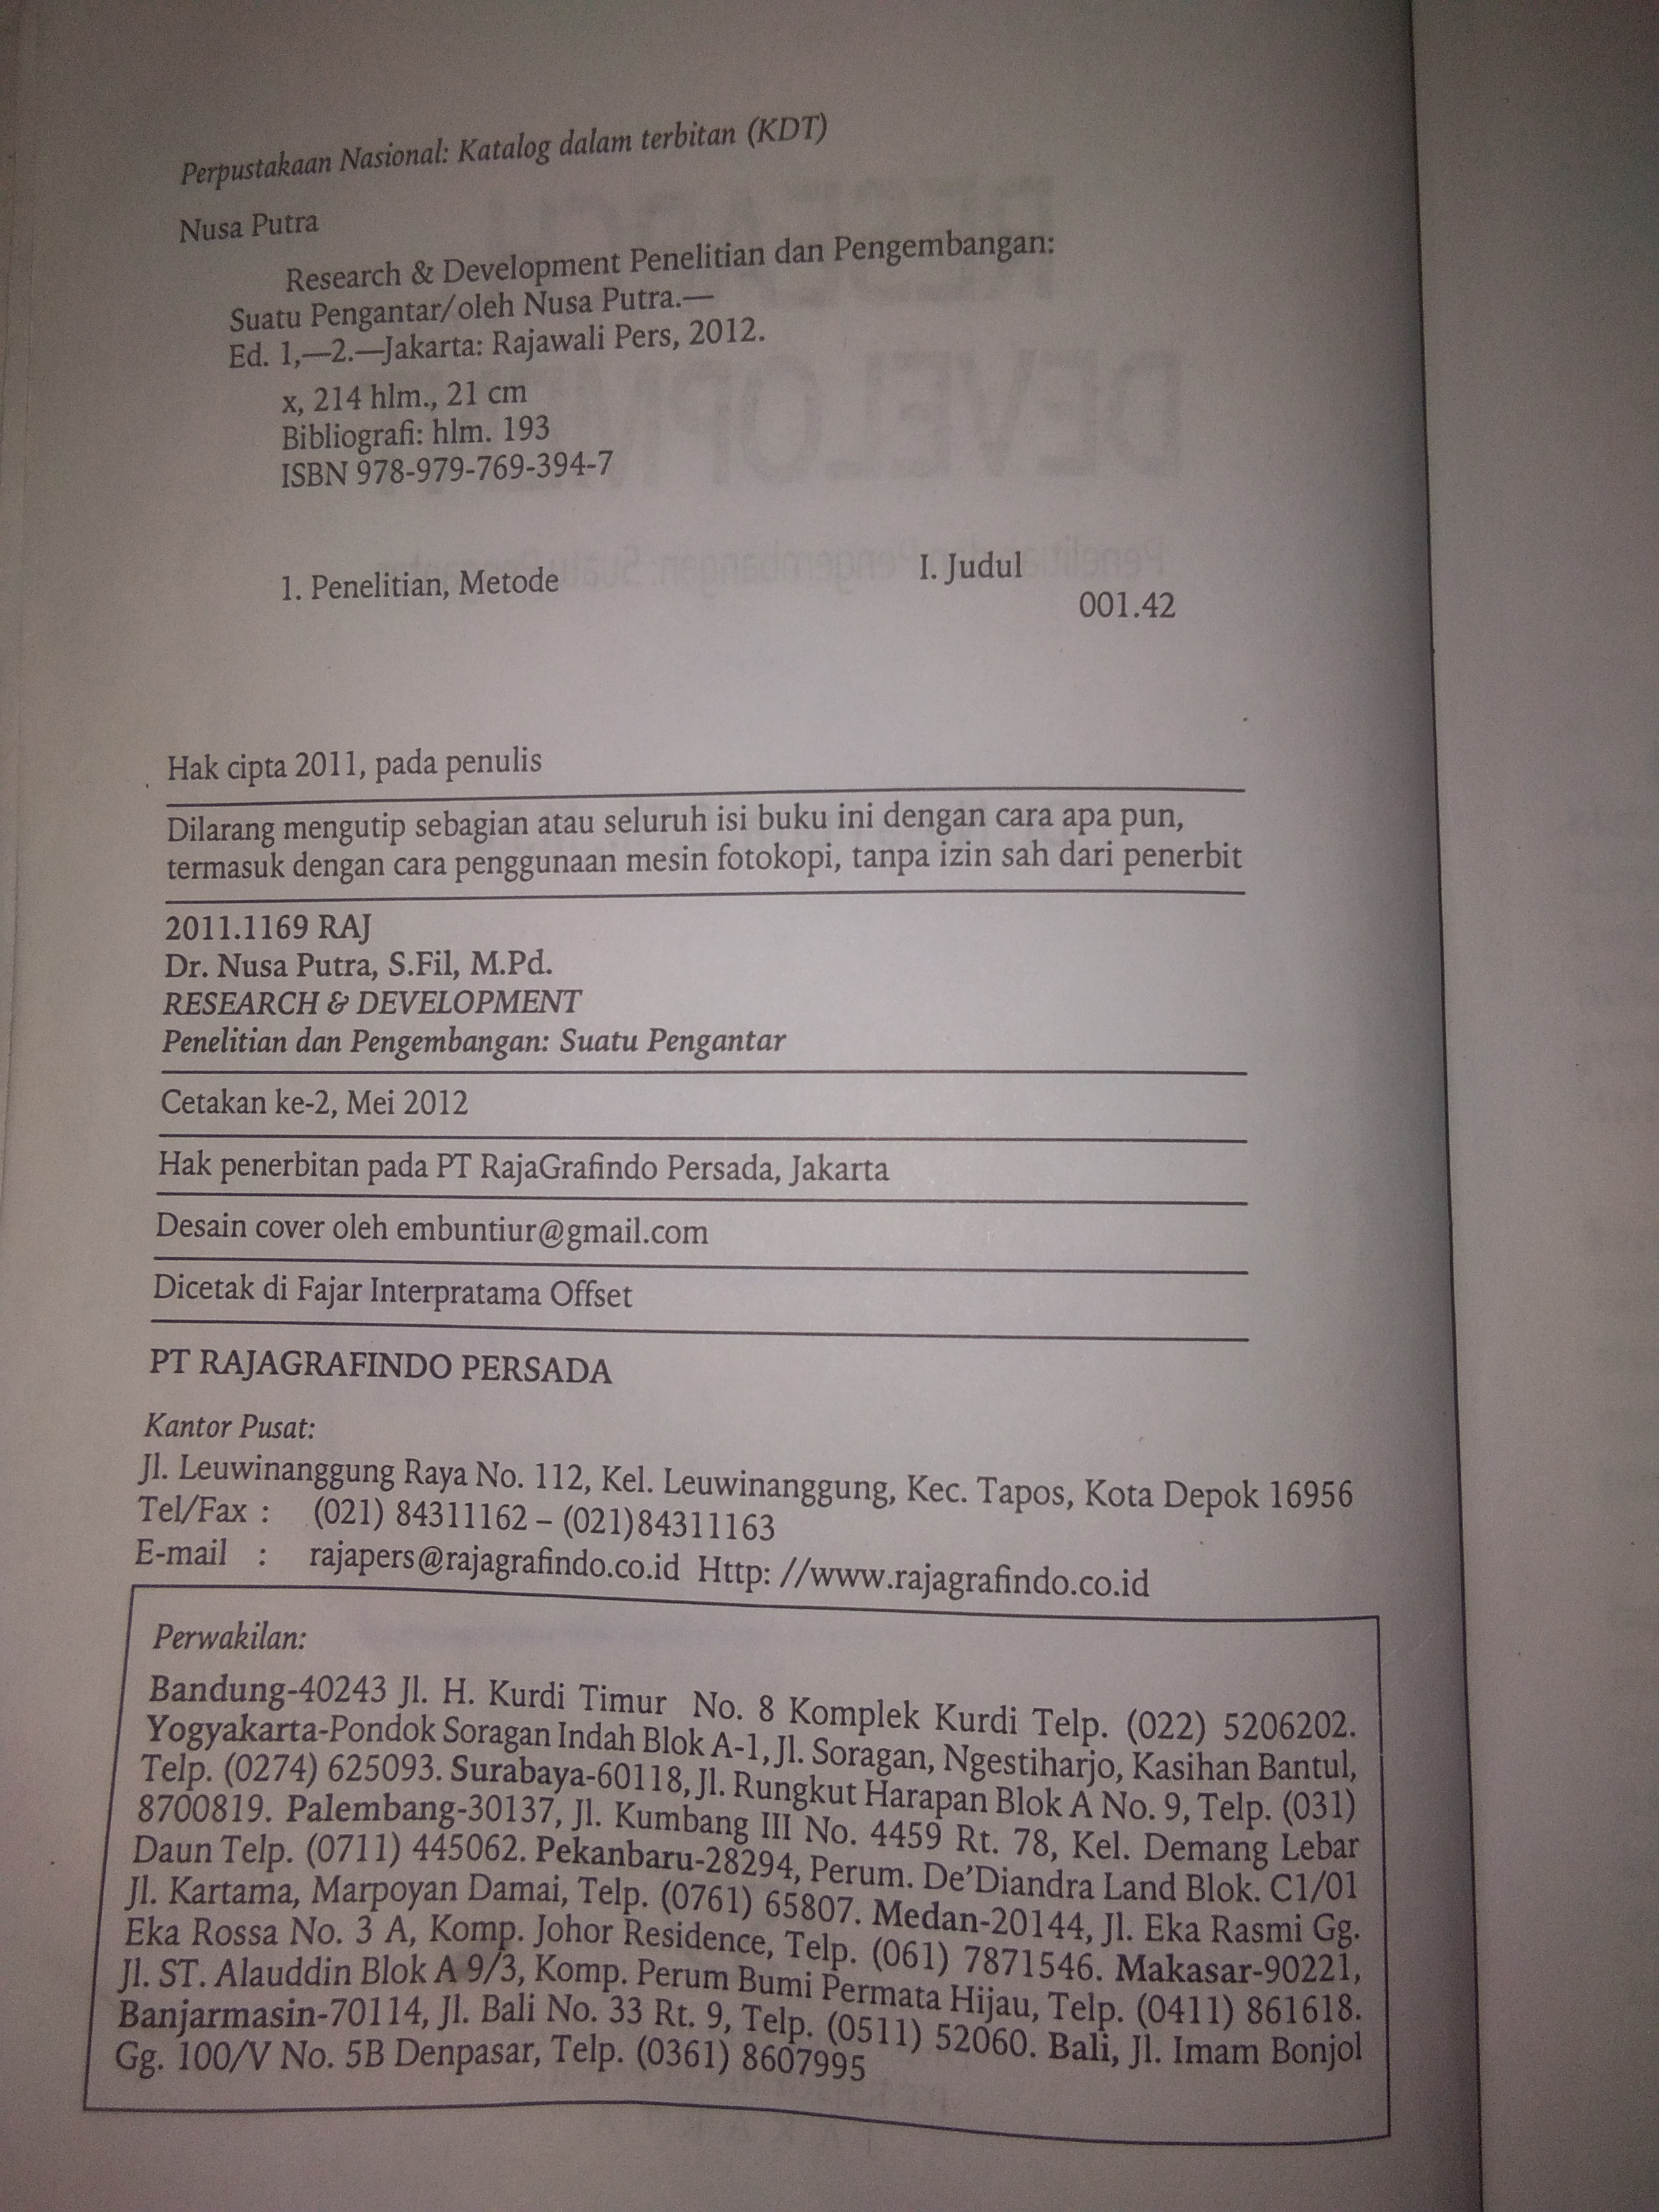 Perpustakaan Nasional: Katalog dalam terbitan (KDT)
Nusa Putra
Research & Development Penelitian dan Pengembangan:
Suatu Pengantar/oleh Nusa Putra.—
Ed. 1,—2.—Jakarta: Rajawali Pers, 2012.
x, 214 hlm., 21 cm
Bibliografi: hlm. 193
ISBN 978-979-769-394-7
1. Penelitian, Metode I. Judul
001.42
Hak cipta 2011, pada penulis
Dilarang mengutip sebagian atau seluruh isi buku ini dengan cara apa pun,
termasuk dengan cara penggunaan mesin fotokopi, tanpa izin sah dari penerbit
2011.1169 RAJ
Dr. Nusa Putra, S.Fil, M.Pd.
RESEARCH & DEVELOPMENT
Penelitian dan Pengembangan: Suatu Pengantar
Cetakan ke-2, Mei 2012
Hak penerbitan pada PT RajaGrafindo Persada, Jakarta
Desain cover oleh embuntiur@gmail.com
Dicetak di Fajar Interpratama Offset
PT RAJAGRAFINDO PERSADA
Kantor Pusat:
Jl. Leuwinanggung Raya No. 112, Kel. Leuwinanggung, Kec. Tapos, Kota Depok 16956
Tel/Fax : (021) 84311162 – (021)84311163
E-mail : rajapers@rajagrafindo.co.id Http: //www.rajagrafindo.co.id
Perwakilan:
Bandung-40243 Jl. H. Kurdi Timur No. 8 Komplek Kurdi Telp. (022) 5206202.
Yogyakarta-Pondok Soragan Indah Blok A-1, Jl. Soragan, Ngestiharjo, Kasihan Bantul,
Telp. (0274) 625093. Surabaya-60118, Jl. Rungkut Harapan Blok A No. 9, Telp. (031)
8700819. Palembang-30137, Jl. Kumbang III No. 4459 Rt. 78, Kel. Demang Lebar
Daun Telp. (0711) 445062. Pekanbaru-28294, Perum. De'Diandra Land Blok. C1/01
Jl. Kartama, Marpoyan Damai, Telp. (0761) 65807. Medan-20144, Jl. Eka Rasmi Gg.
Eka Rossa No. 3 A, Komp. Johor Residence, Telp. (061) 7871546. Makasar-90221,
Jl. ST. Alauddin Blok A 9/3, Komp. Perum Bumi Permata Hijau, Telp. (0411) 861618.
Banjarmasin-70114, Jl. Bali No. 33 Rt. 9, Telp. (0511) 52060. Bali, Jl. Imam Bonjol
Gg. 100/V No. 5B Denpasar, Telp. (0361) 8607995